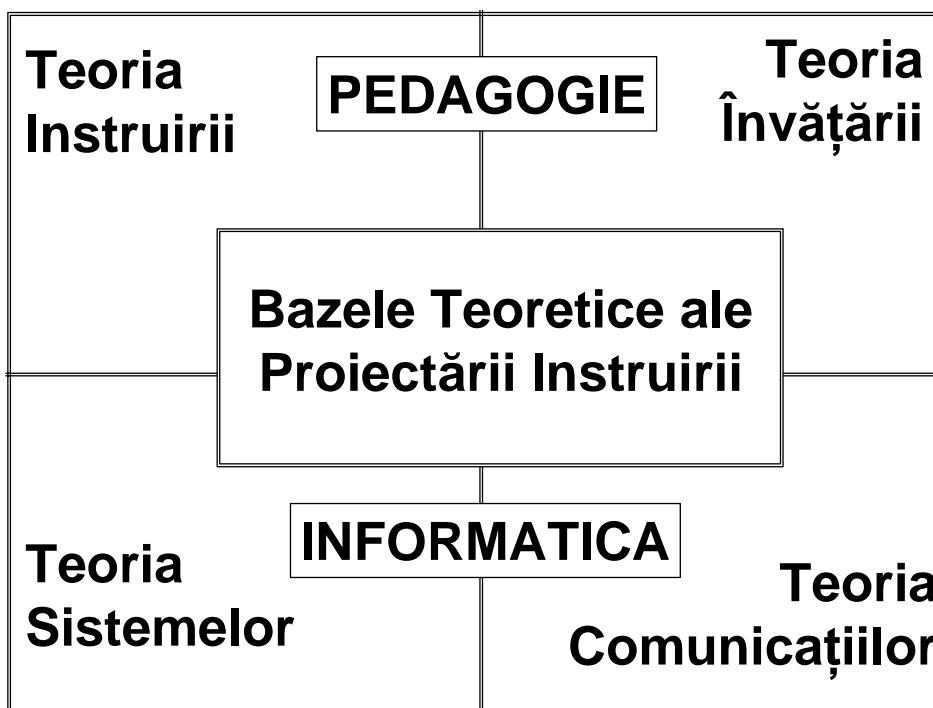 Teoria
Instruirii
PEDAGOGIE
Teoria
Învățării
Bazele Teoretice ale
Proiectării Instruirii
INFORMATICA
Teoria
Sistemelor
Teoria
Comunicațiilor